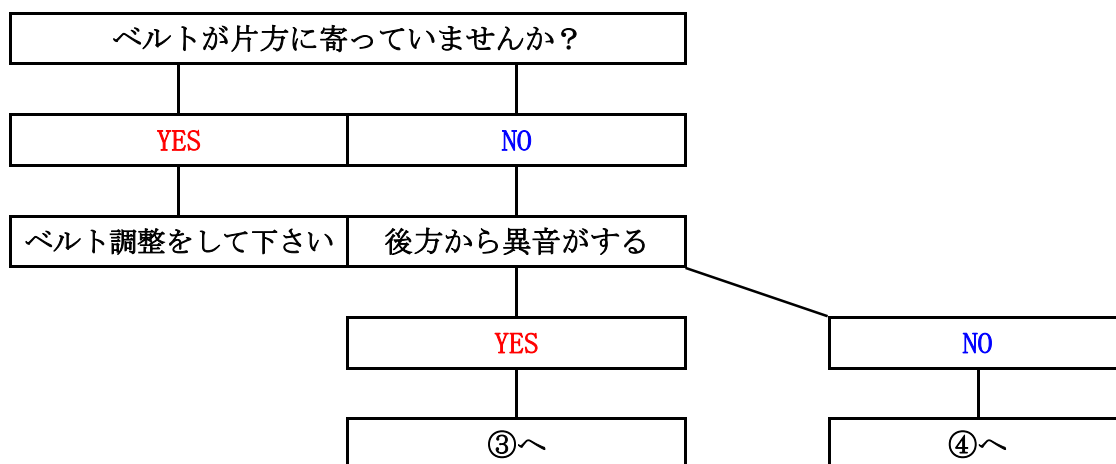 ベルトが片方に寄っていませんか？
YES
NO
ベルト調整をして下さい
後方から異音がする
YES
NO
③へ
④へ